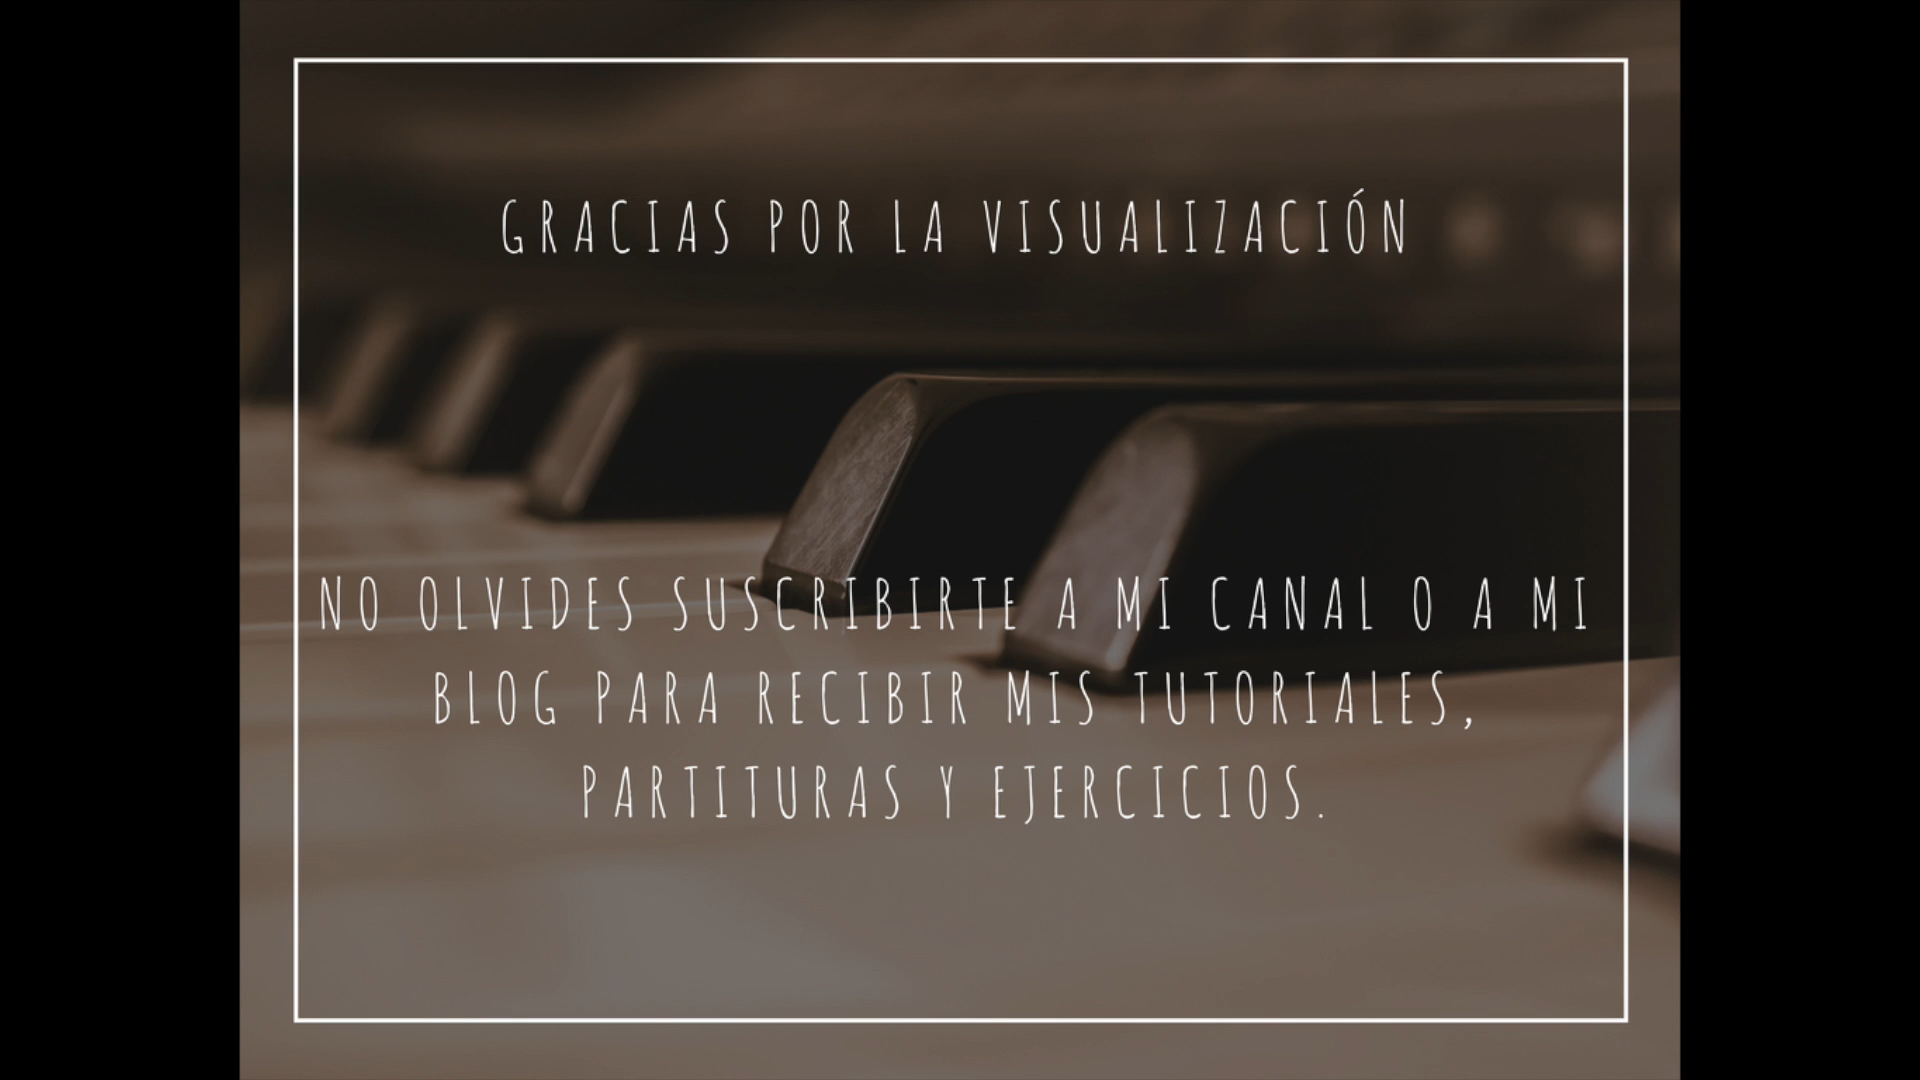 GRACIAS POR LA VISUALIZACIÓN
NO OLVIDES SUSCRIBIRTE A MI CANAL O A MI
BLOG PARA RECIBIR MIS TUTORIALES,
PARTITURAS Y EJERCICIOS.